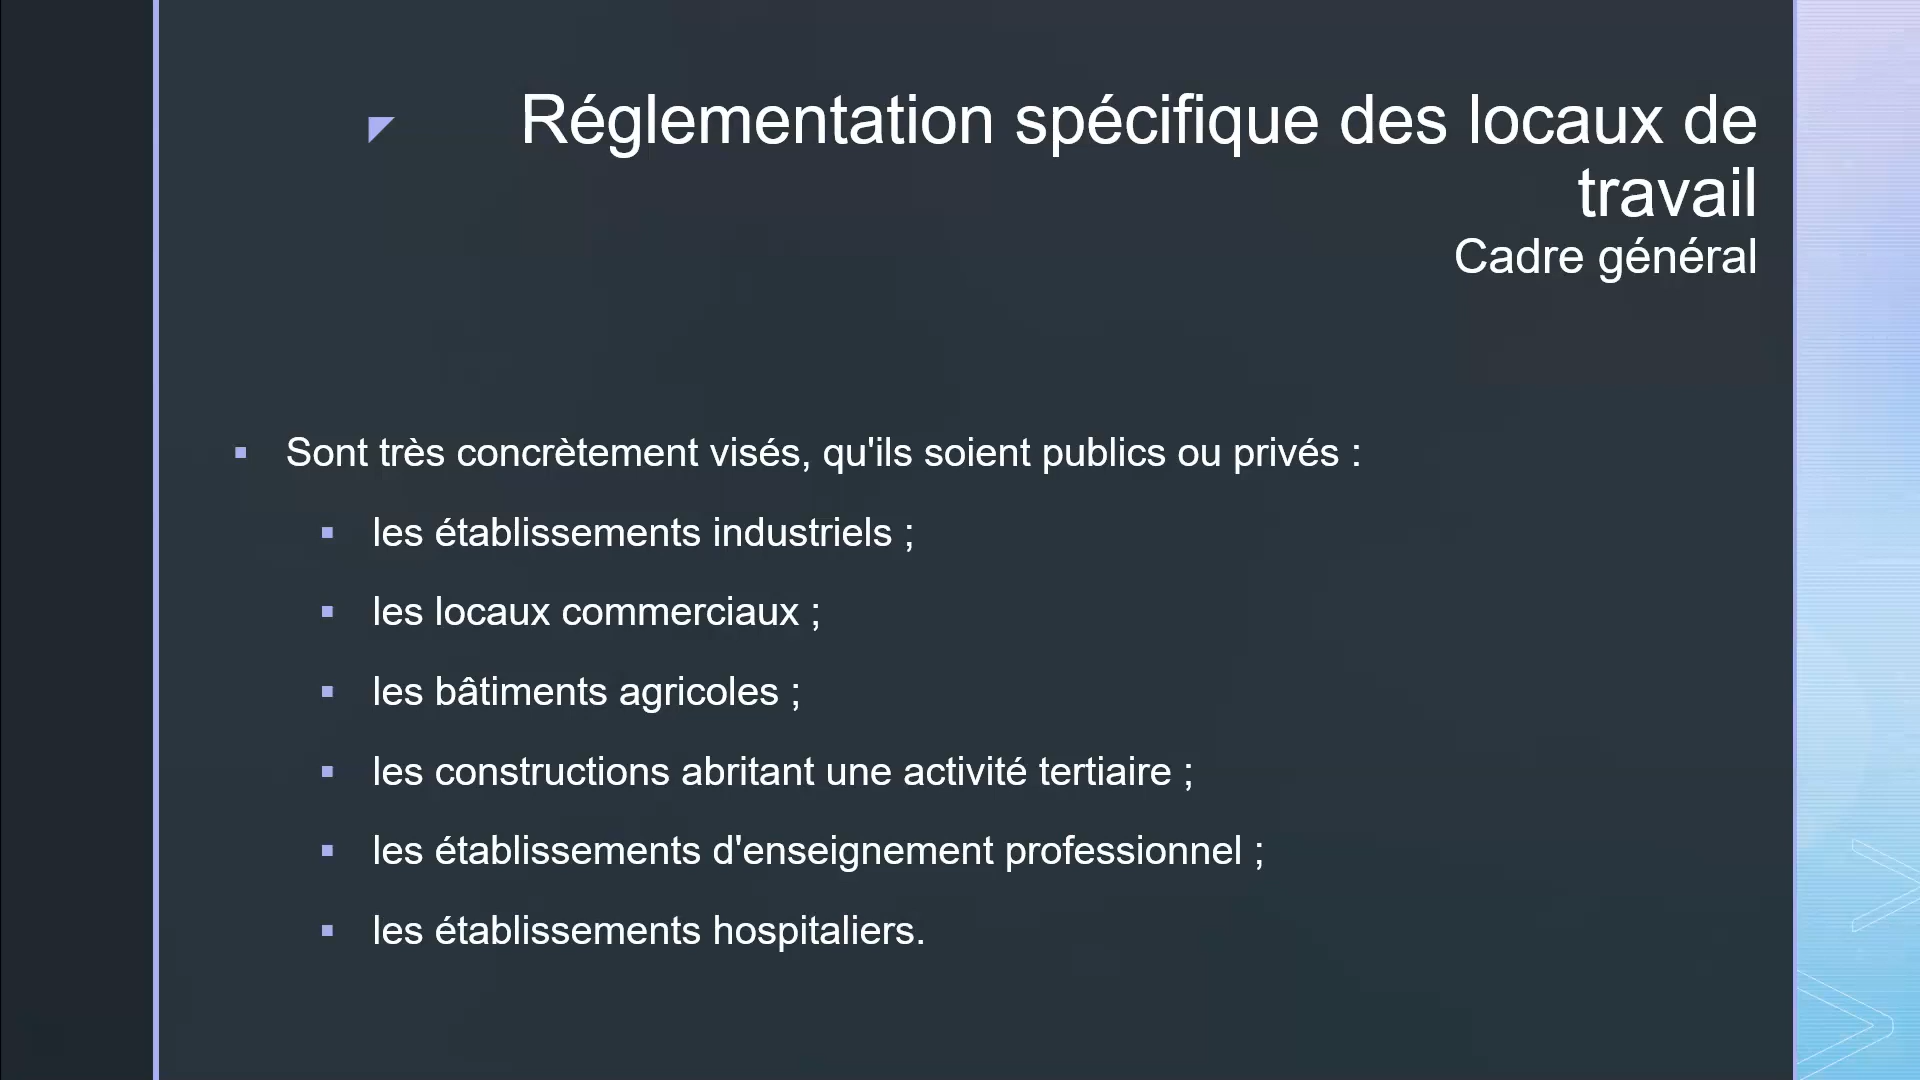 Réglementation spécifique des locaux de
travail
Cadre général
Sont très concrètement visés, qu'ils soient publics ou privés :
les établissements industriels ;
les locaux commerciaux ;
les bâtiments agricoles ;
les constructions abritant une activité tertiaire ;
les établissements d'enseignement professionnel ;
les établissements hospitaliers.